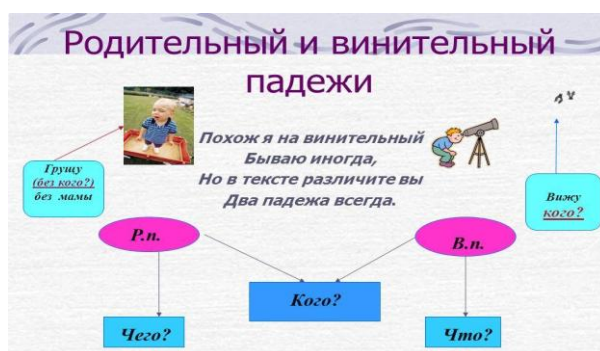 Родительный и винительный
падежи
Похож я на винительный
Бываю иногда,
Но в тексте различите вы
Два падежа всегда.
Грущу
(без кого?)
без мамы
Вижу
кого?
Р.п.
В.п.
Кого?
Чего?
Что?